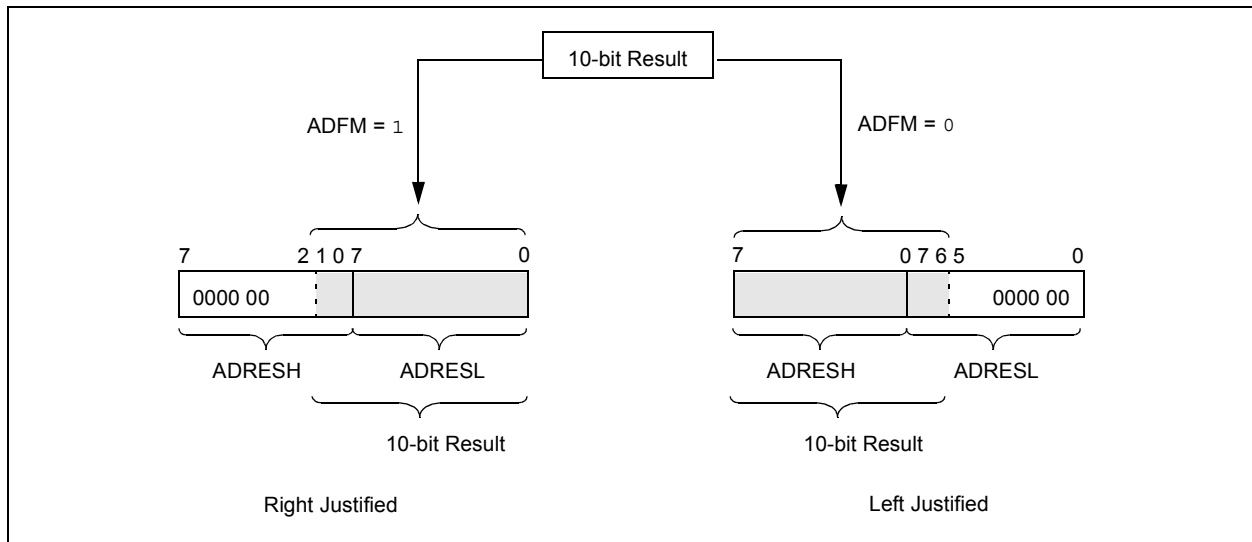 10-bit Result
ADFM = 1
ADFM = 0
7 2 1 0 7 0
7 0 7 6 5 0
0000 00
0000 00
ADRESH ADRESL
ADRESH ADRESL
10-bit Result
10-bit Result
Right Justified
Left Justified